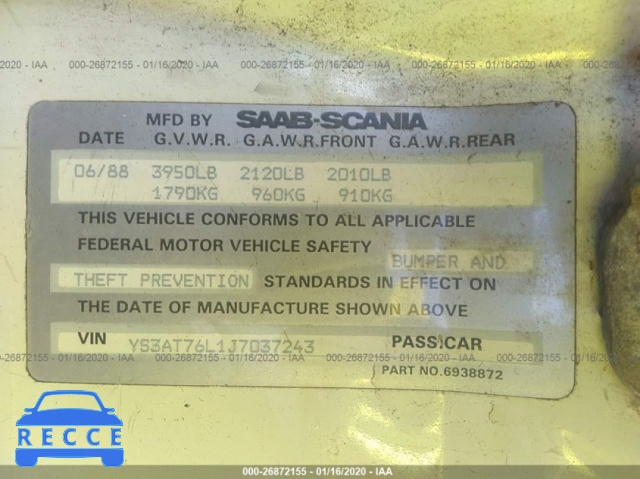 000-26872155 - 01/16/2020 - IAA
MFD BY SAAB-SCANIA
DATE G.V.W.R. G.A.W.R.FRONT G.A.W.R.REAR
06/88 3950LB 2120LB 2010LB
1790KG 960KG 910KG
THIS VEHICLE CONFORMS TO ALL APPLICABLE
FEDERAL MOTOR VEHICLE SAFETY BUMPER AND
THEFT PREVENTION STANDARDS IN EFFECT ON
THE DATE OF MANUFACTURE SHOWN ABOVE
VIN YS3AT76L1J7037243 PASS.CAR
PART NO.6938872
RECCE
000-26872155 - 01/16/2020 - IAA